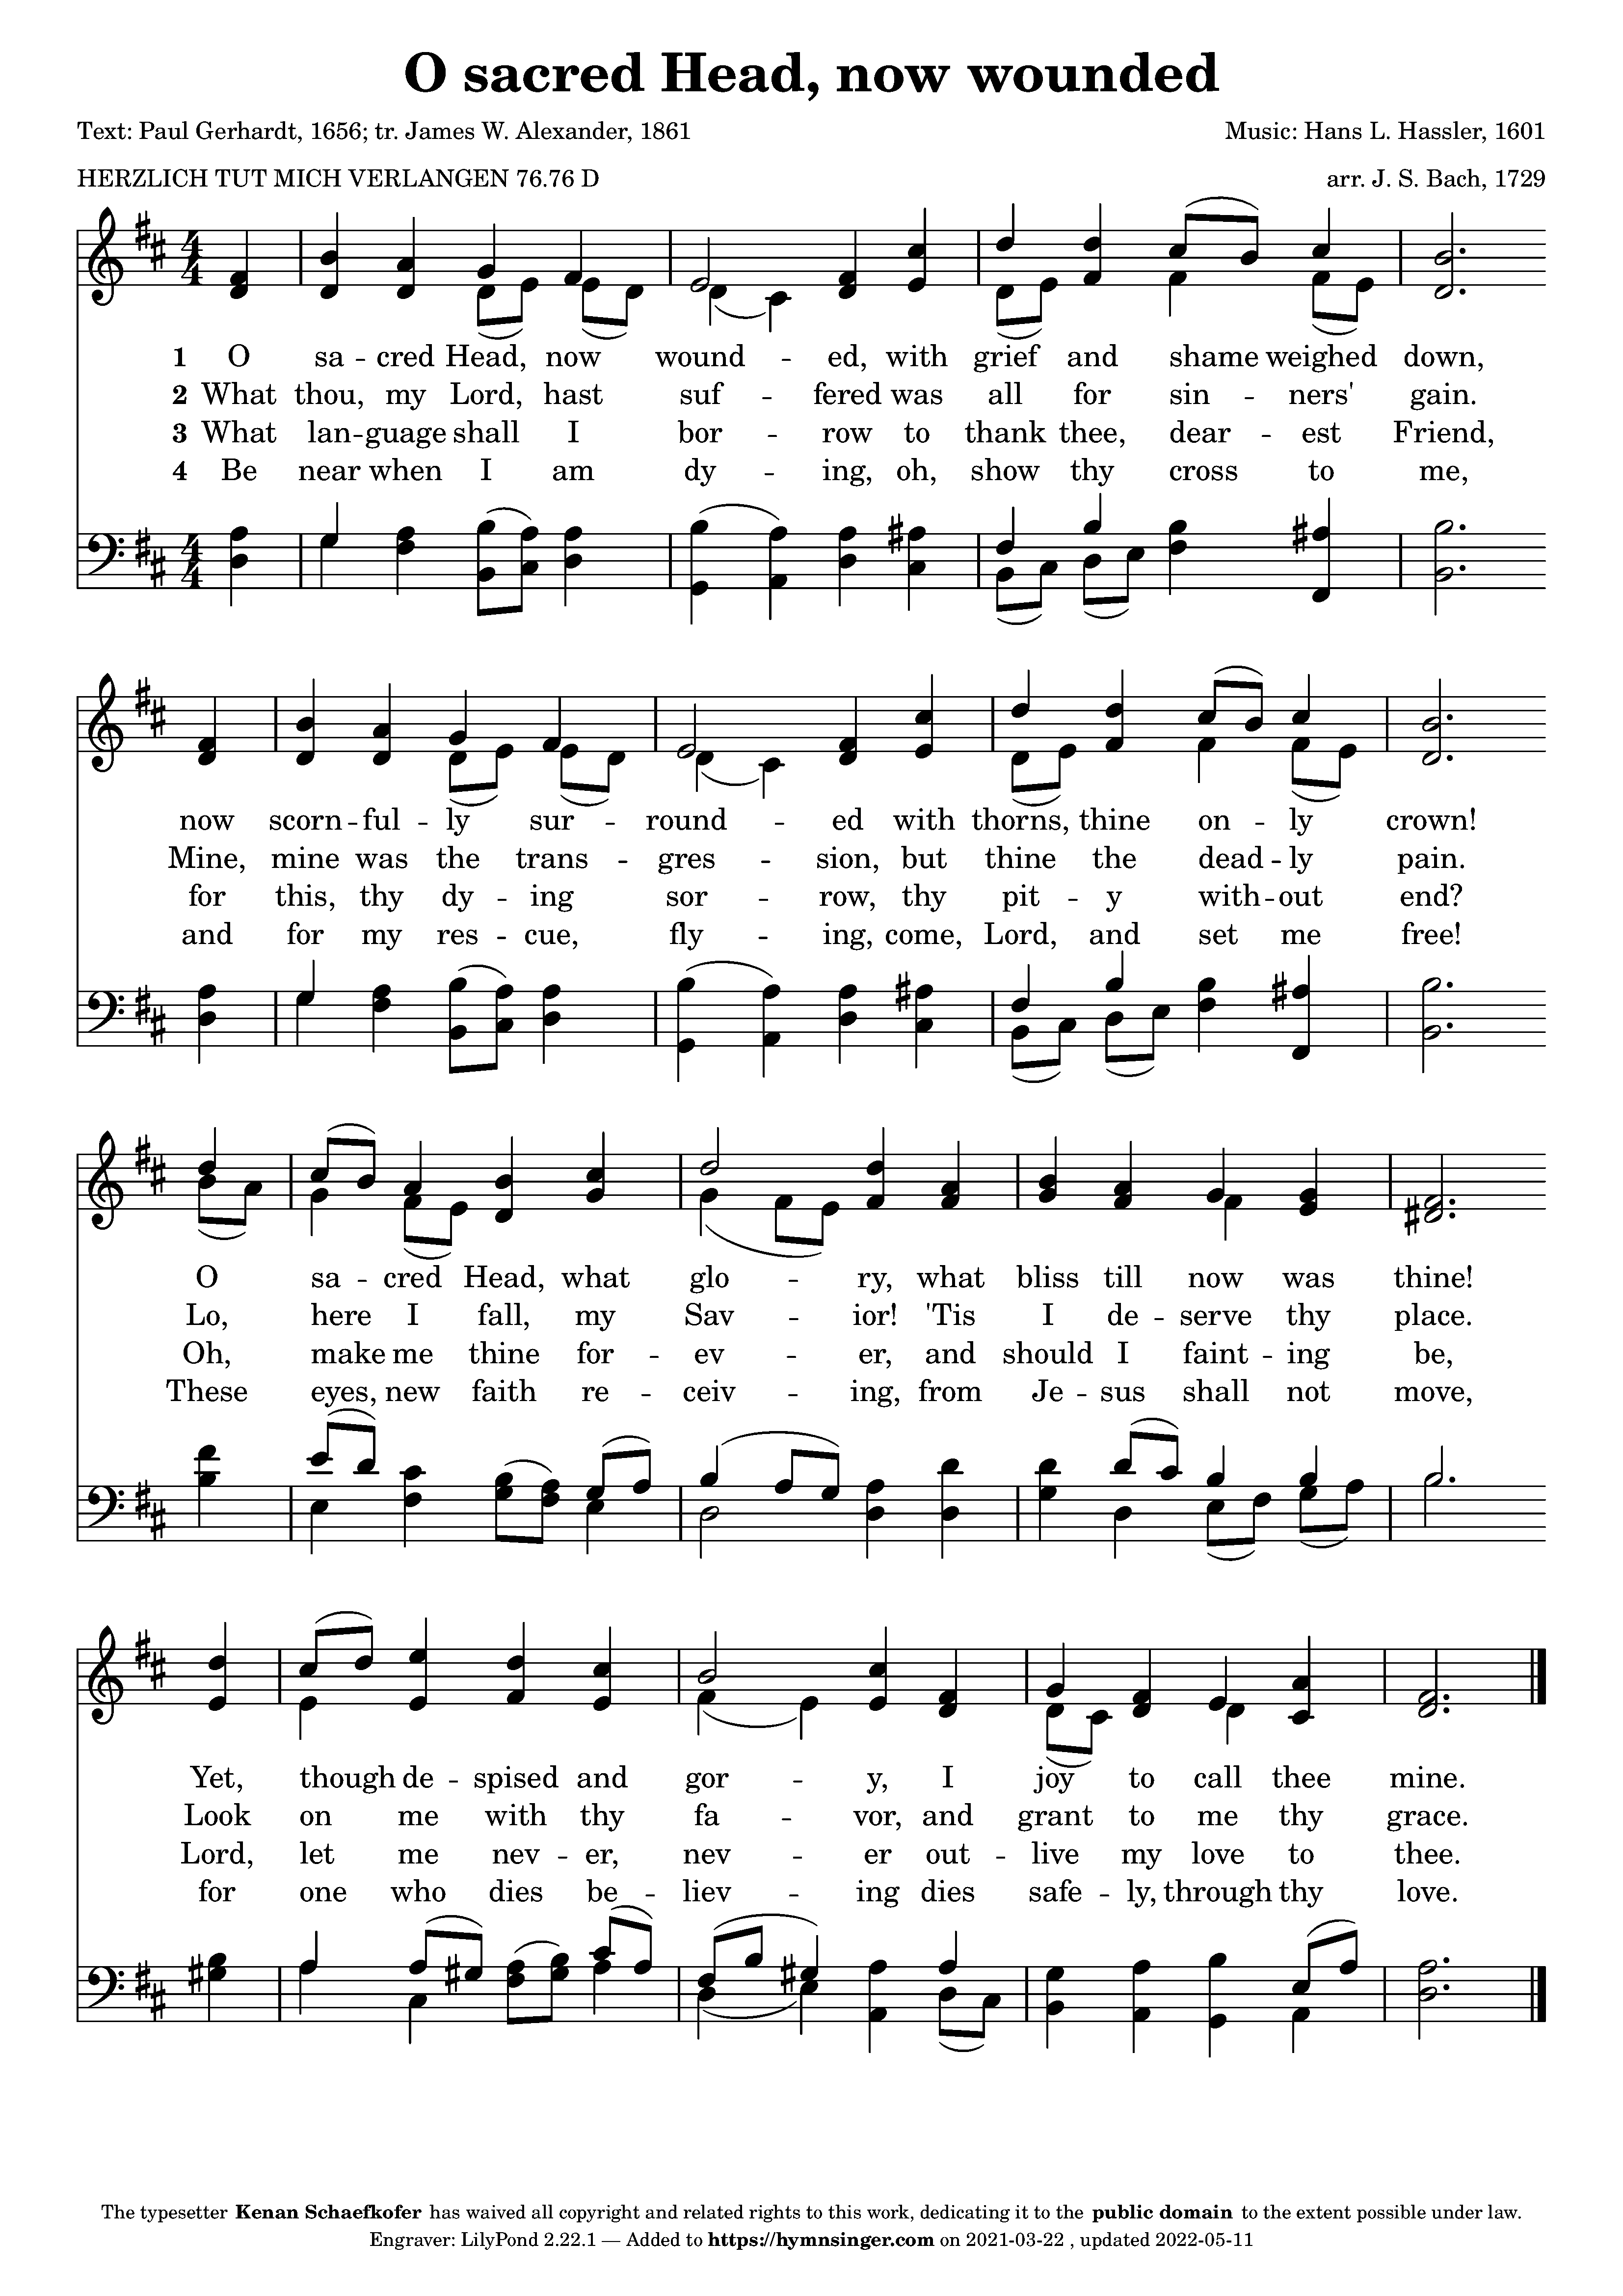 O sacred Head, now wounded
Text: Paul Gerhardt, 1656; tr. James W. Alexander, 1861
Music: Hans L. Hassler, 1601
HERZLICH TUT MICH VERLANGEN 76.76 D
arr. J. S. Bach, 1729
4 4
1 O sa -- cred Head, now wound -- ed, with grief and shame weighed down,
2 What thou, my Lord, hast suf -- fered was all for sin -- ners' gain.
3 What lan -- guage shall I bor -- row to thank thee, dear -- est Friend,
4 Be near when I am dy -- ing, oh, show thy cross to me,
4 4
now scorn -- ful -- ly sur -- round -- ed with thorns, thine on -- ly crown!
Mine, mine was the trans -- gres -- sion, but thine the dead -- ly pain.
for this, thy dy -- ing sor -- row, thy pit -- y with -- out end?
and for my res -- cue, fly -- ing, come, Lord, and set me free!
O sa -- cred Head, what glo -- ry, what bliss till now was thine!
Lo, here I fall, my Sav -- ior! 'Tis I de -- serve thy place.
Oh, make me thine for -- ev -- er, and should I faint -- ing be,
These eyes, new faith re -- ceiv -- ing, from Je -- sus shall not move,
Yet, though de -- spised and gor -- y, I joy to call thee mine.
Look on me with thy fa -- vor, and grant to me thy grace.
Lord, let me nev -- er, nev -- er out -- live my love to thee.
for one who dies be -- liev -- ing dies safe -- ly, through thy love.
The typesetter Kenan Schaefkofer has waived all copyright and related rights to this work, dedicating it to the public domain to the extent possible under law.
Engraver: LilyPond 2.22.1 — Added to https://hymnsinger.com on 2021-03-22 , updated 2022-05-11